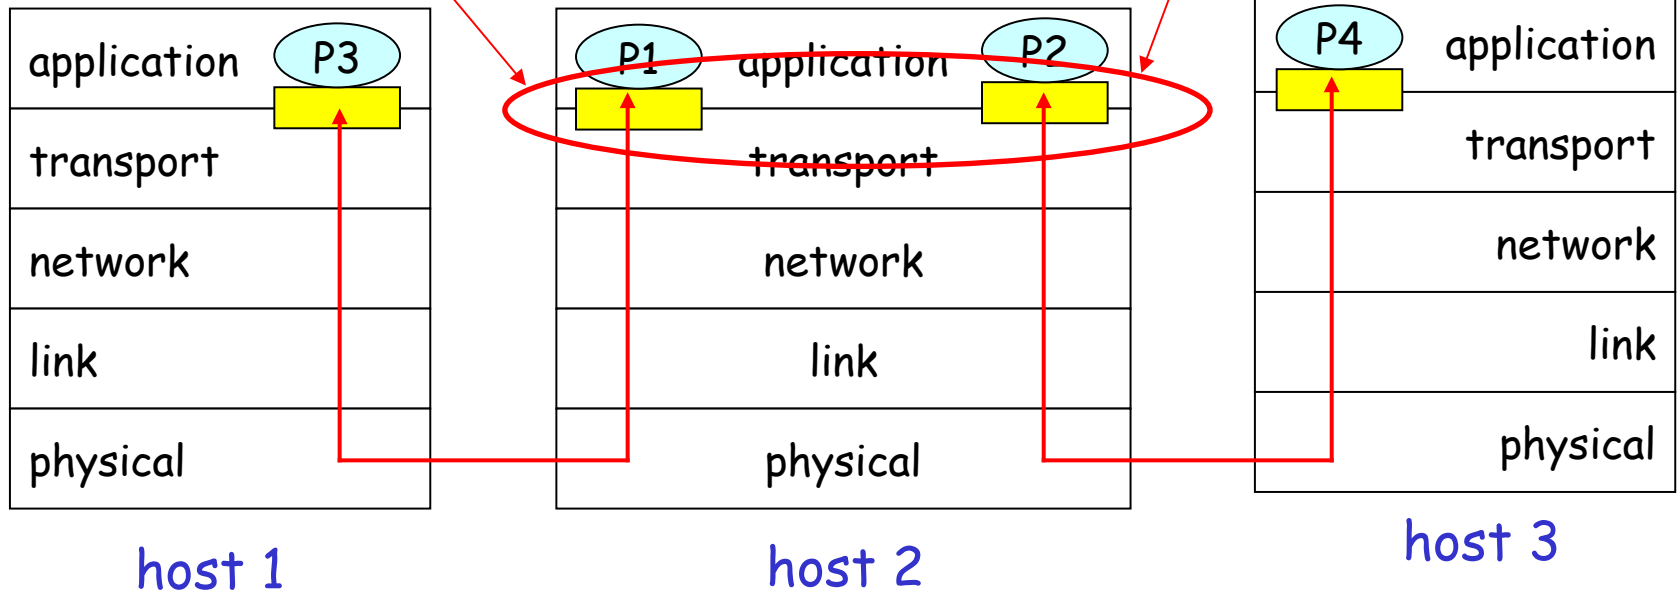 application P3
transport
network
link
physical
host 1
P1 application P2
transport
network
link
physical
host 2
P4 application
transport
network
link
physical
host 3